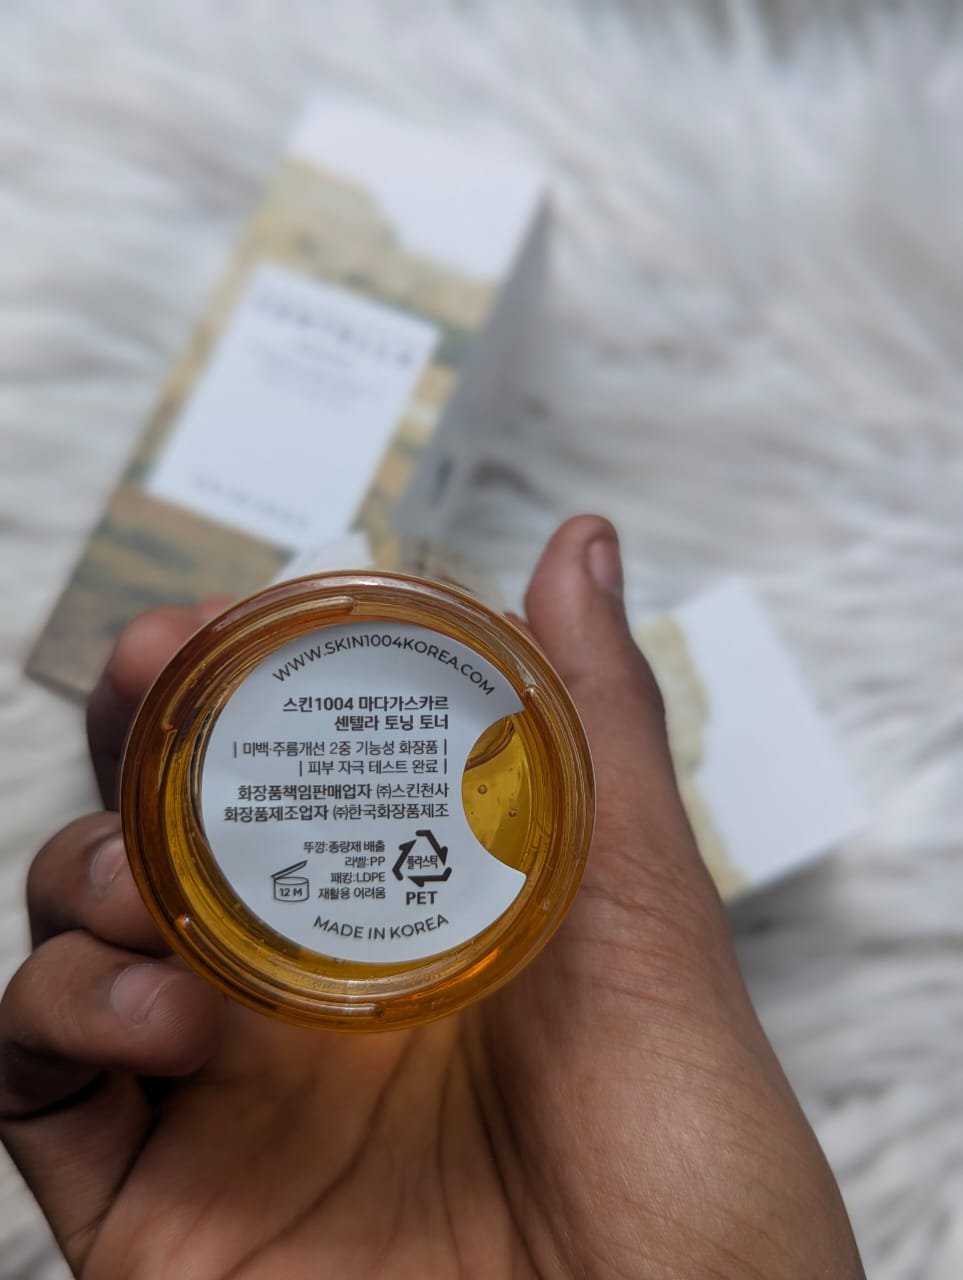 WWW.SKIN1004KOREA.COM
스킨1004 마다가스카르
센텔라 토닝 토너
| 미백·주름개선 2중 기능성 화장품 |
| 피부 자극 테스트 완료 |
화장품책임판매업자 ㈜스킨천사
화장품제조업자 ㈜한국화장품제조
뚜껑:종량제 배출
라벨:PP
패킹:LDPE
재활용 어려움
12 M
플라스틱
PET
MADE IN KOREA